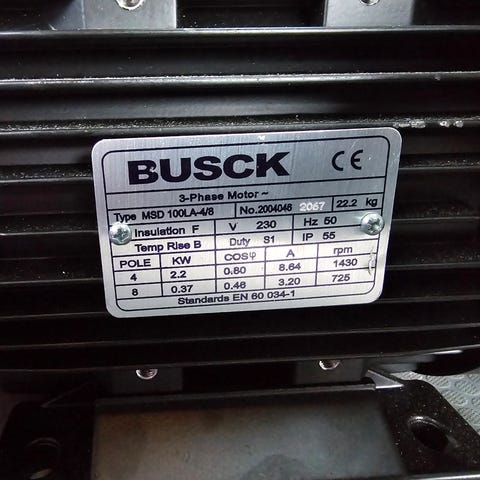 BUSCK CE
3-Phase Motor ~
Type MSD 100LA-4/8 No. 2004046 2067 22.2 kg
Insulation F V 230 Hz 50
Temp Rise B Duty S1 IP 55
POLE KW COSφ A rpm
4 2.2 0.80 8.64 1430
8 0.37 0.46 3.20 725
Standards EN 60 034-1